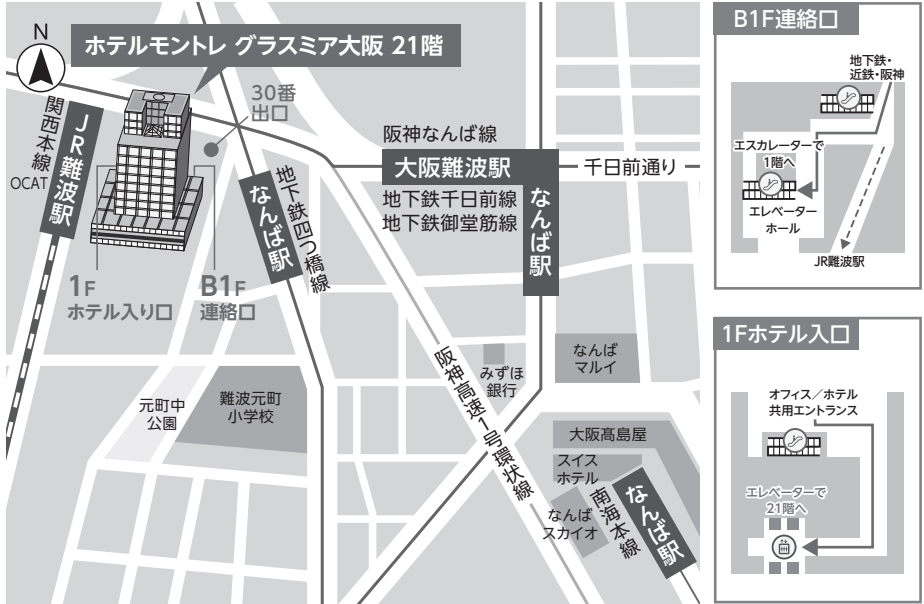 N
ホテルモントレ グラスミア大阪 21階
30番
出口
関西本線
OCAT
JR難波駅
1F
ホテル入り口
B1F
連絡口
なんば駅
地下鉄四つ橋線
阪神なんば線
大阪難波駅
千日前通り
地下鉄千日前線
地下鉄御堂筋線
なんば駅
阪神高速1号環状線
みずほ
銀行
なんば
マルイ
元町中
公園
難波元町
小学校
大阪髙島屋
スイス
ホテル
なんば
スカイオ
南海本線
なんば駅
B1F連絡口
地下鉄・
近鉄・阪神
エスカレーターで
1階へ
エレベーター
ホール
JR難波駅
1Fホテル入口
オフィス／ホテル
共用エントランス
エレベーターで
21階へ